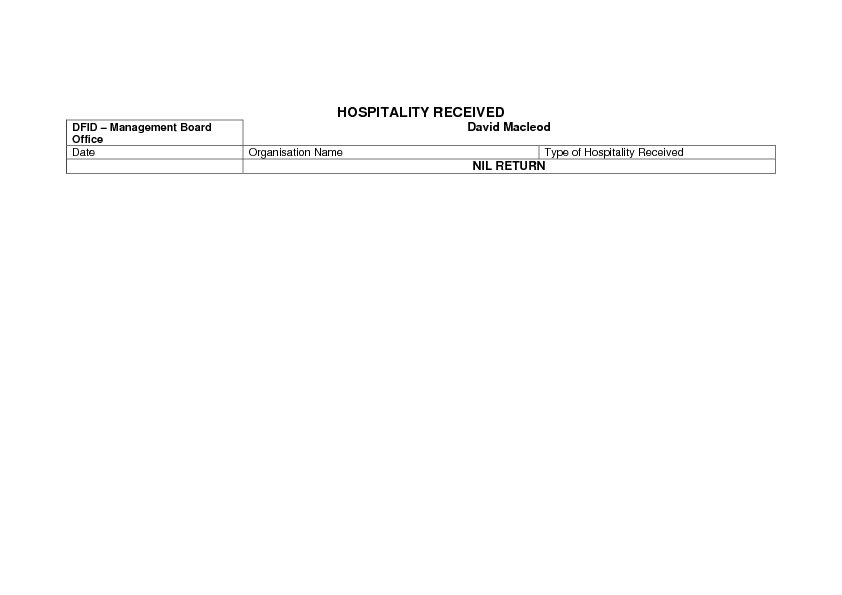 HOSPITALITY RECEIVED
DFID – Management Board
Office
David Macleod
Date
Organisation Name
Type of Hospitality Received
NIL RETURN